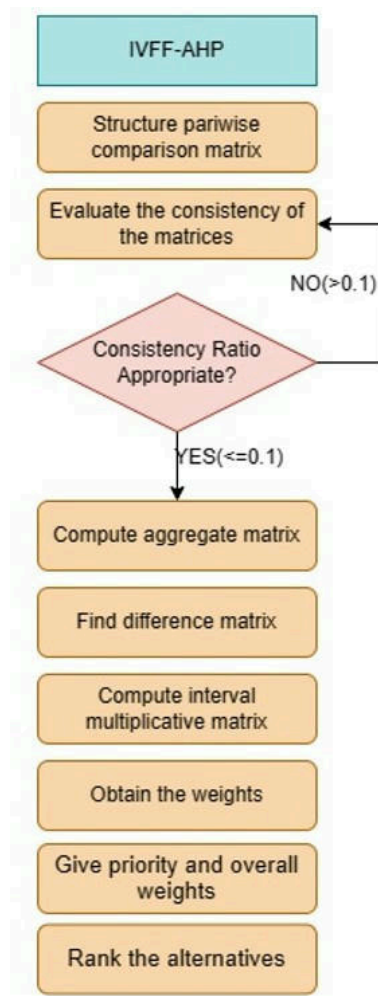 IVFF-AHP
Structure pariwise
comparison matrix
Evaluate the consistency of
the matrices
NO(>0.1)
Consistency Ratio
Appropriate?
YES(<=0.1)
Compute aggregate matrix
Find difference matrix
Compute interval
multiplicative matrix
Obtain the weights
Give priority and overall
weights
Rank the alternatives